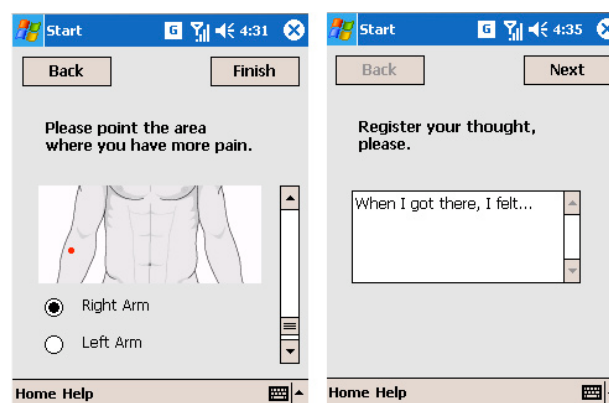 Start G 4:31
Back Finish
Please point the area
where you have more pain.
Right Arm
Left Arm
Home Help
Start G 4:35
Back Next
Register your thought,
please.
When I got there, I felt...
Home Help